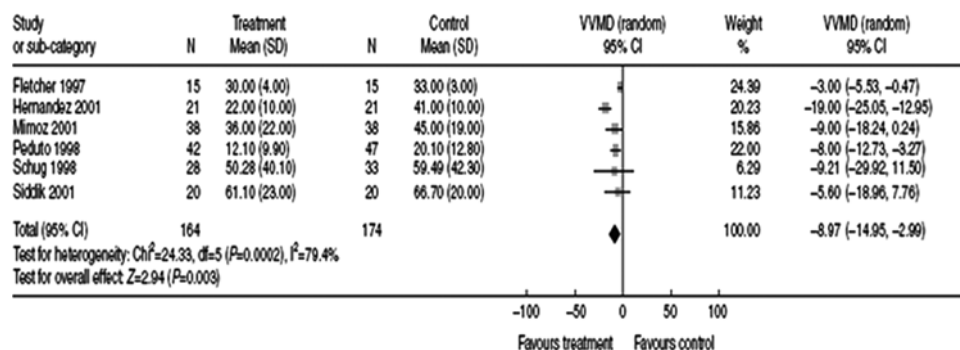 Study Treatment Control VVMD (random) Weight VVMD (random)
or sub-category N Mean (SD) N Mean (SD) 95% CI % 95% CI
Fletcher 1997 15 30.00 (4.00) 15 33.00 (3.00) 24.39 −3.00 (−5.53, −0.47)
Hernandez 2001 21 22.00 (10.00) 21 41.00 (10.00) 20.23 −19.00 (−25.05, −12.95)
Mimoz 2001 38 36.00 (22.00) 38 45.00 (19.00) 15.86 −9.00 (−18.24, 0.24)
Peduto 1998 42 12.10 (9.90) 47 20.10 (12.80) 22.00 −8.00 (−12.73, −3.27)
Schug 1998 28 50.28 (40.10) 33 59.49 (42.30) 6.29 −9.21 (−29.92, 11.50)
Siddik 2001 20 61.10 (23.00) 20 66.70 (20.00) 11.23 −5.60 (−18.96, 7.76)
Total (95% CI) 164 174 100.00 −8.97 (−14.95, −2.99)
Test for heterogeneity: Chi²=24.33, df=5 (P=0.0002), I²=79.4%
Test for overall effect: Z=2.94 (P=0.003)
−100 −50 0 50 100
Favours treatment Favours control